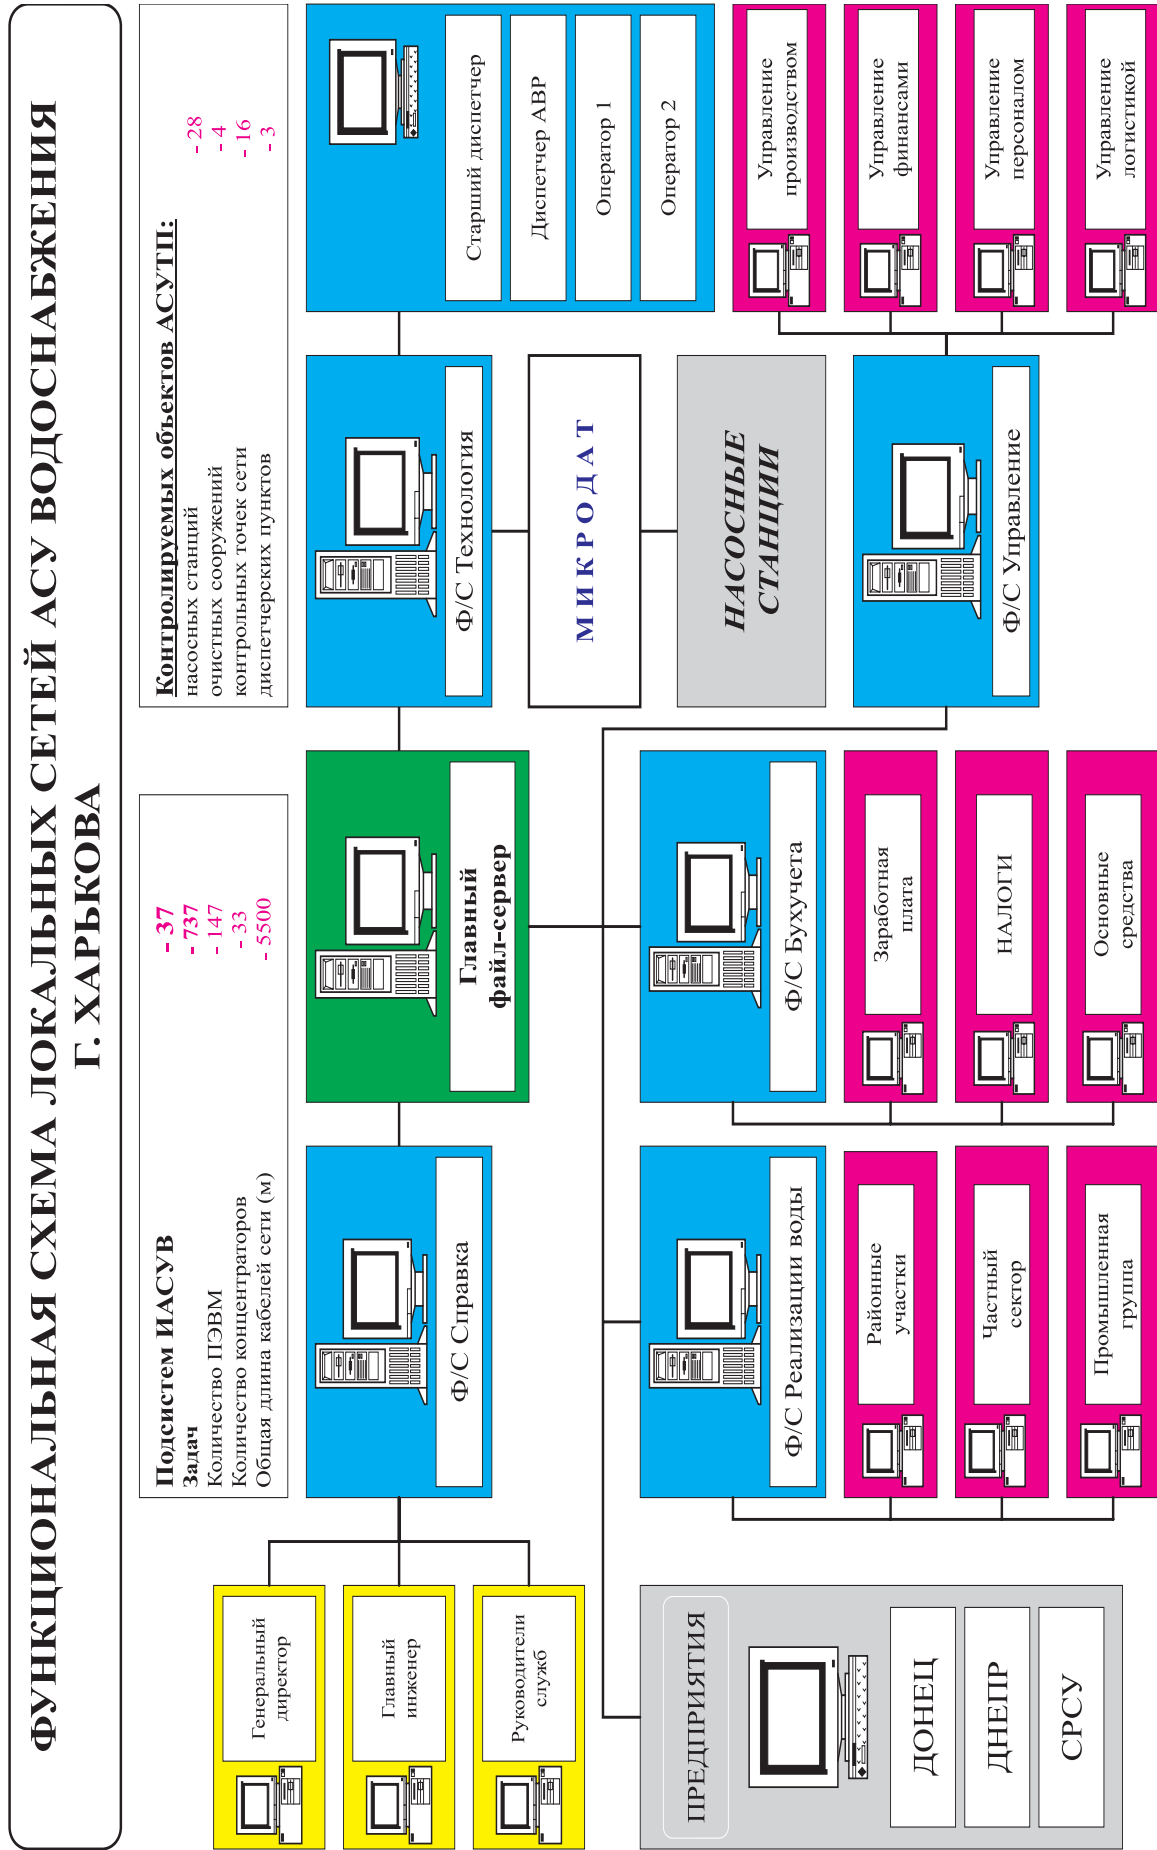 ФУНКЦИОНАЛЬНАЯ СХЕМА ЛОКАЛЬНЫХ СЕТЕЙ АСУ ВОДОСНАБЖЕНИЯ
Г. ХАРЬКОВА
Подсистем ИАСУВ - 37
Задач - 737
Количество ПЭВМ - 147
Количество концентраторов - 33
Общая длина кабелей сети (м) - 5500
Контролируемых объектов АСУТП:
насосных станций - 28
очистных сооружений - 4
контрольных точек сети - 16
диспетчерских пунктов - 3
Генеральный
директор
Главный
инженер
Руководители
служб
Ф/С Справка
Главный
файл-сервер
Ф/С Технология
Старший диспетчер
Диспетчер АВР
Оператор 1
Оператор 2
М И К Р О Д А Т
НАСОСНЫЕ
СТАНЦИИ
ПРЕДПРИЯТИЯ
ДОНЕЦ
ДНЕПР
СРСУ
Ф/С Реализации воды
Районные
участки
Частный
сектор
Промышленная
группа
Ф/С Бухучета
Заработная
плата
НАЛОГИ
Основные
средства
Ф/С Управление
Управление
производством
Управление
финансами
Управление
персоналом
Управление
логистикой